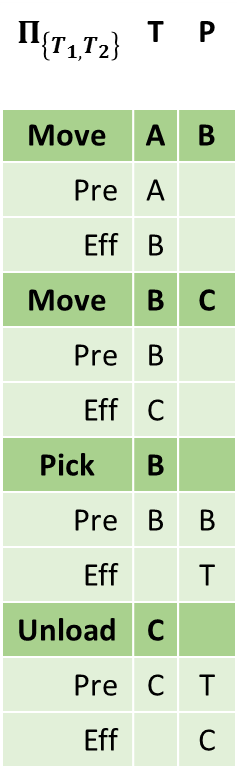 Π{T1,T2} T P
Move A B
Pre A
Eff B
Move B C
Pre B
Eff C
Pick B
Pre B B
Eff T
Unload C
Pre C T
Eff C